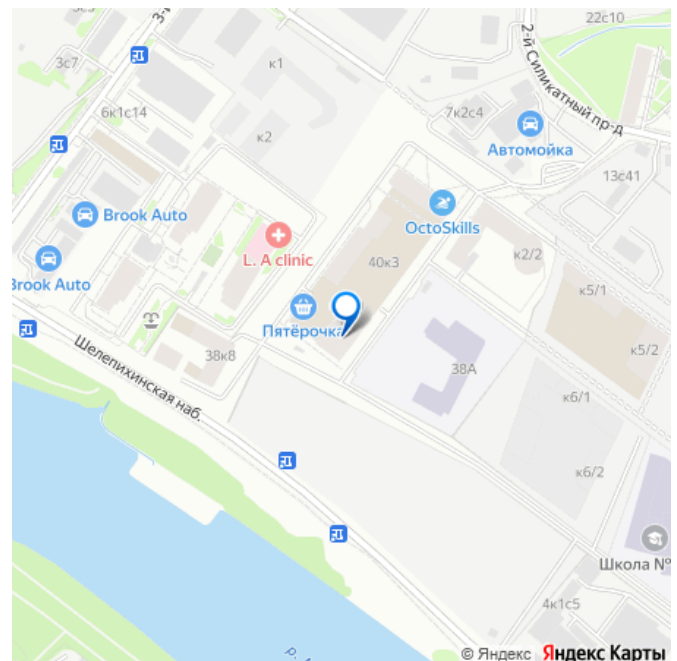 22с10
3с7
к1
2-й Силикатный пр-д
6к1с14
7к2с4
к2
Автомойка
13с41
Brook Auto
OctoSkills
L. A clinic
к2/2
40к3
Brook Auto
к5/1
Пятёрочка
38к8
к5/2
Шелепихинская наб.
38А
к6/1
к6/2
Школа №
4к1с5
© Яндекс Яндекс Карты